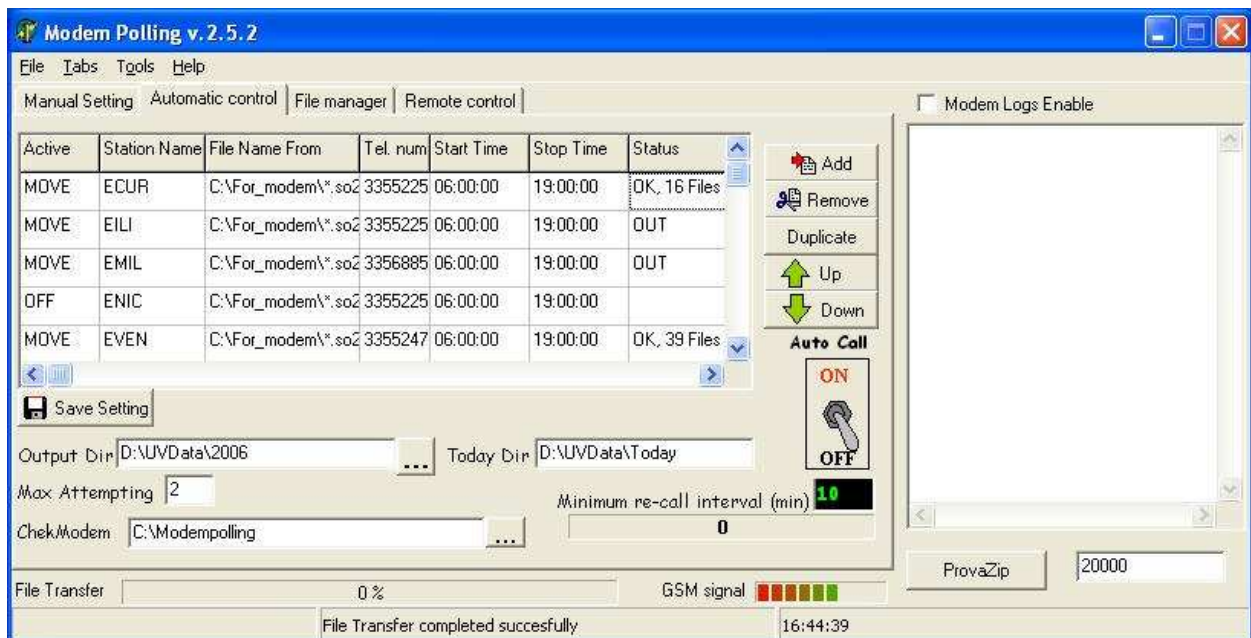 Modem Polling v.2.5.2
File Tabs Tools Help
Manual Setting Automatic control File manager Remote control
Modem Logs Enable
Active Station Name File Name From Tel. num Start Time Stop Time Status
MOVE ECUR C:\For_modem\*.so2 3355225 06:00:00 19:00:00 OK, 16 Files
MOVE EILI C:\For_modem\*.so2 3355225 06:00:00 19:00:00 OUT
MOVE EMIL C:\For_modem\*.so2 3356885 06:00:00 19:00:00 OUT
OFF ENIC C:\For_modem\*.so2 3355225 06:00:00 19:00:00
MOVE EVEN C:\For_modem\*.so2 3355247 06:00:00 19:00:00 OK, 39 Files
Add
Remove
Duplicate
Up
Down
Auto Call
ON
OFF
Save Setting
Output Dir D:\UVData\2006 ... Today Dir D:\UVData\Today
Max Attempting 2
Minimum re-call interval (min) 10
ChekModem C:\Modempolling ...
0
ProvaZip 20000
File Transfer 0 % GSM signal
File Transfer completed succesfully 16:44:39